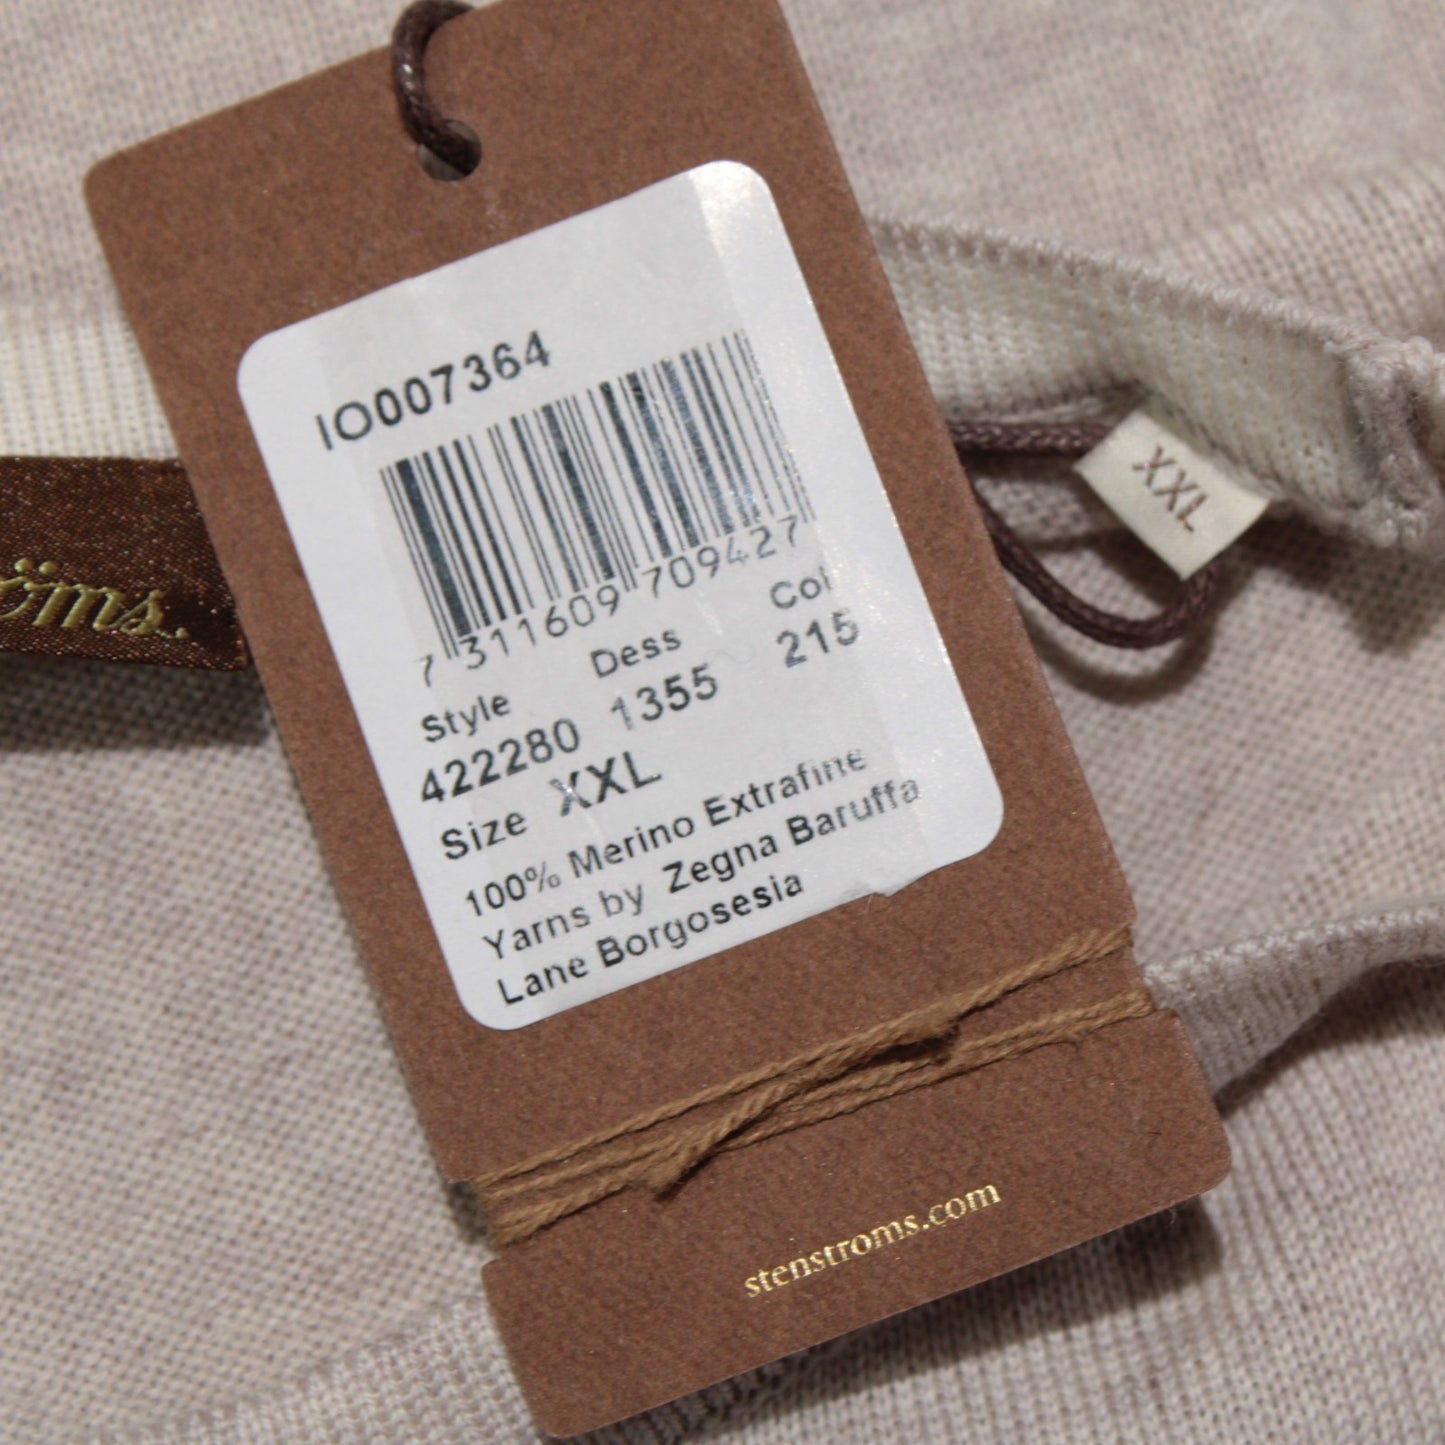 IO007364
7 311609 709427
Style Dess Col
422280 1355 215
Size XXL
100% Merino Extrafine
Yarns by Zegna Baruffa
Lane Borgosesia
stenstroms.com
XXL
öms.